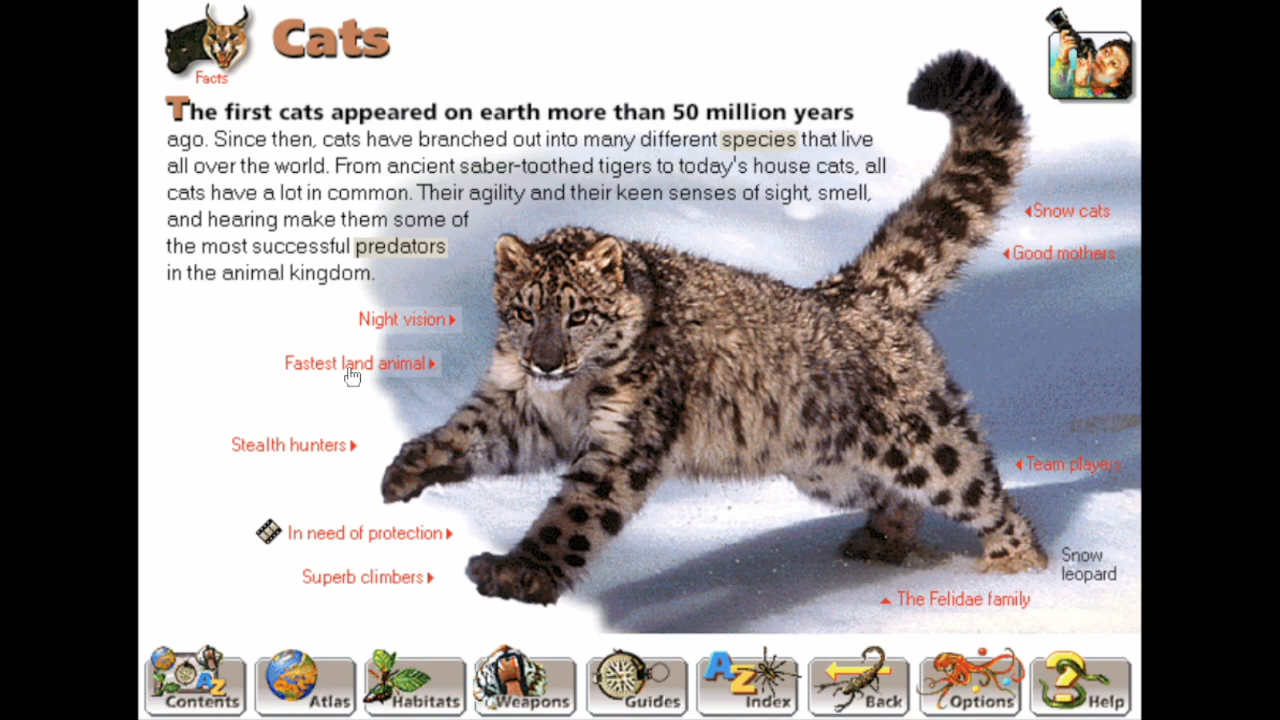 Cats
Facts
The first cats appeared on earth more than 50 million years
ago. Since then, cats have branched out into many different species that live
all over the world. From ancient saber-toothed tigers to today's house cats, all
cats have a lot in common. Their agility and their keen senses of sight, smell,
and hearing make them some of
the most successful predators
in the animal kingdom.
Snow cats
Good mothers
Night vision
Fastest land animal
Stealth hunters
Team players
In need of protection
Superb climbers
Snow
leopard
The Felidae family
Contents
Atlas
Habitats
Weapons
Guides
AZ Index
Back
Options
? Help